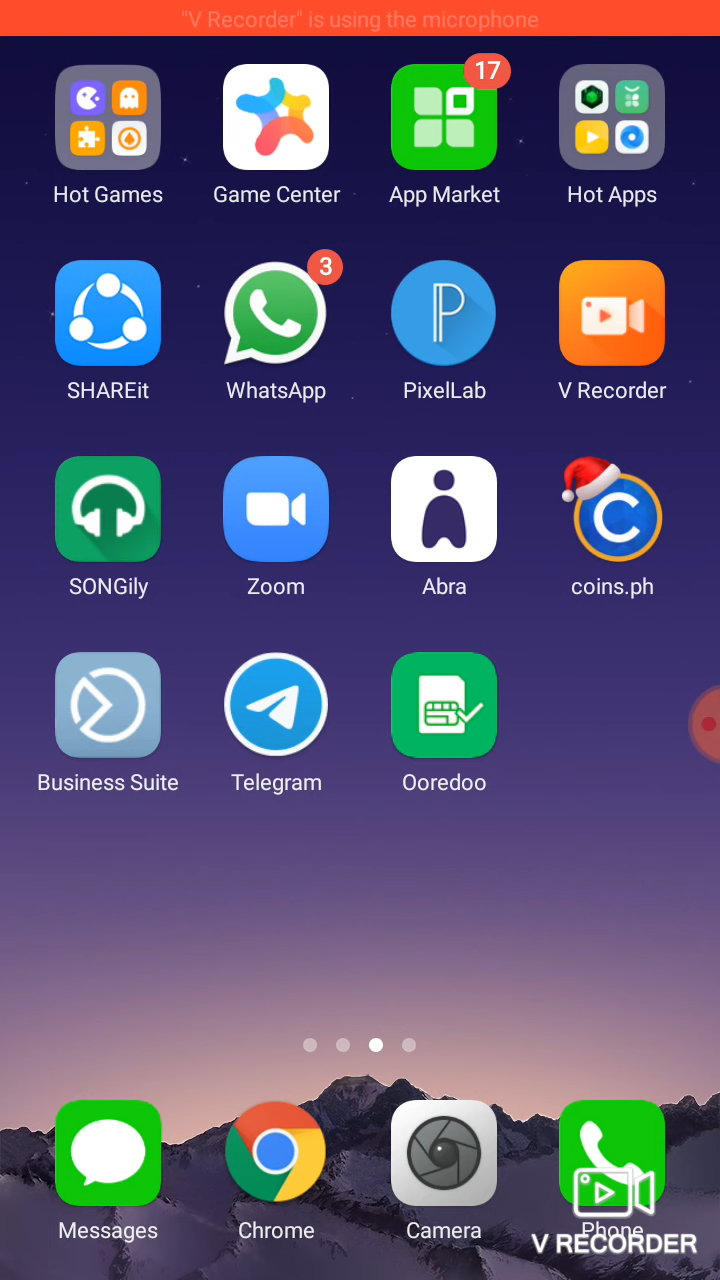 "V Recorder" is using the microphone
17
Hot Games
Game Center
App Market
Hot Apps
3
SHAREit
WhatsApp
PixelLab
V Recorder
SONGily
Zoom
Abra
coins.ph
Business Suite
Telegram
Ooredoo
Messages
Chrome
Camera
Phone
V RECORDER